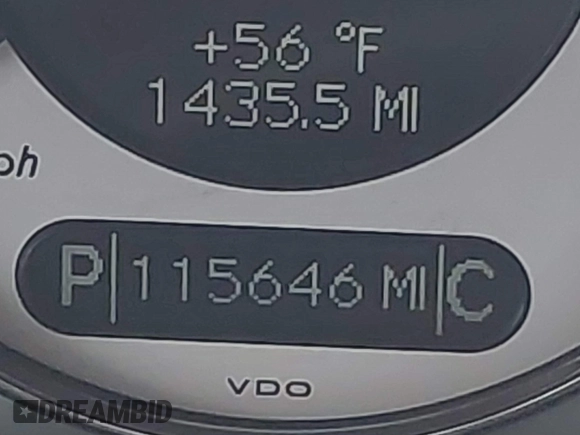 +56 °F
1435.5 MI
ph
P|115646 MI|C
VDO
DREAMBID